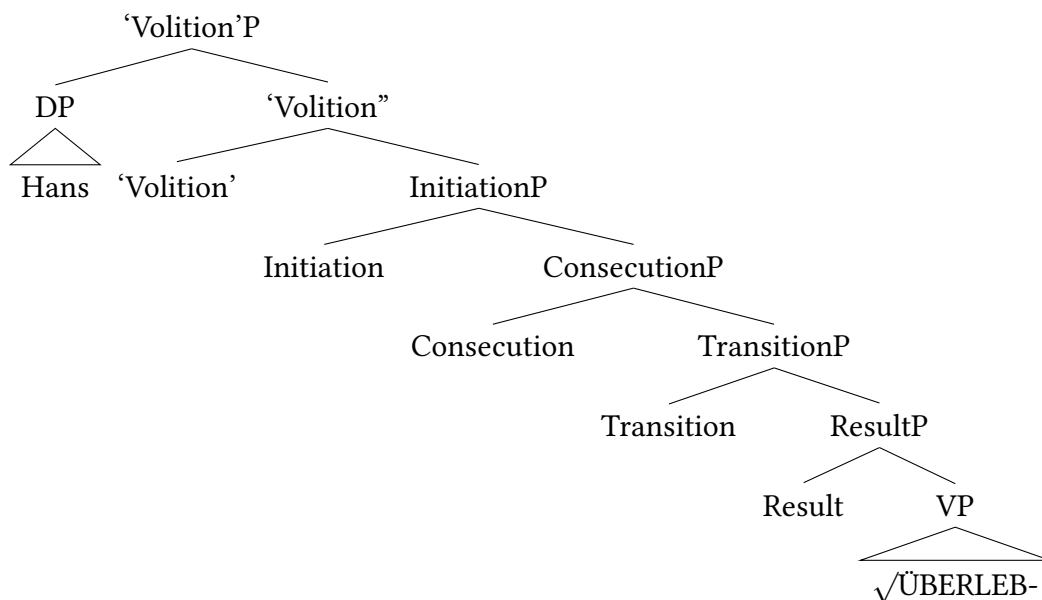 ‘Volition’P
DP ‘Volition’’
Hans ‘Volition’ InitiationP
Initiation ConsecutionP
Consecution TransitionP
Transition ResultP
Result VP
√ÜBERLEB-